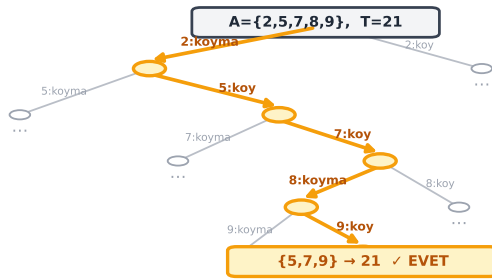 A={2,5,7,8,9}, T=21
2:koyma
2:koy
5:koyma
5:koy
...
...
7:koy
7:koyma
...
8:koyma
8:koy
9:koyma
9:koy
...
{5,7,9} → 21 ✓ EVET